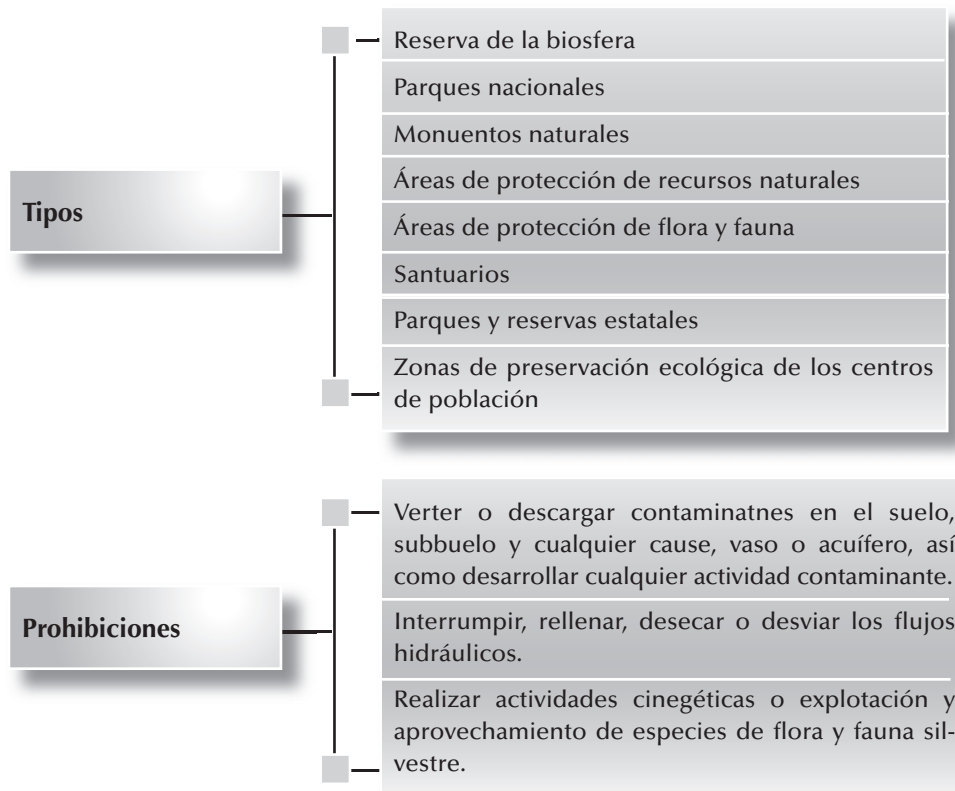 Tipos
Reserva de la biosfera
Parques nacionales
Monuentos naturales
Áreas de protección de recursos naturales
Áreas de protección de flora y fauna
Santuarios
Parques y reservas estatales
Zonas de preservación ecológica de los centros
de población
Prohibiciones
Verter o descargar contaminatnes en el suelo,
subbuelo y cualquier cause, vaso o acuífero, así
como desarrollar cualquier actividad contaminante.
Interrumpir, rellenar, desecar o desviar los flujos
hidráulicos.
Realizar actividades cinegéticas o explotación y
aprovechamiento de especies de flora y fauna sil-
vestre.